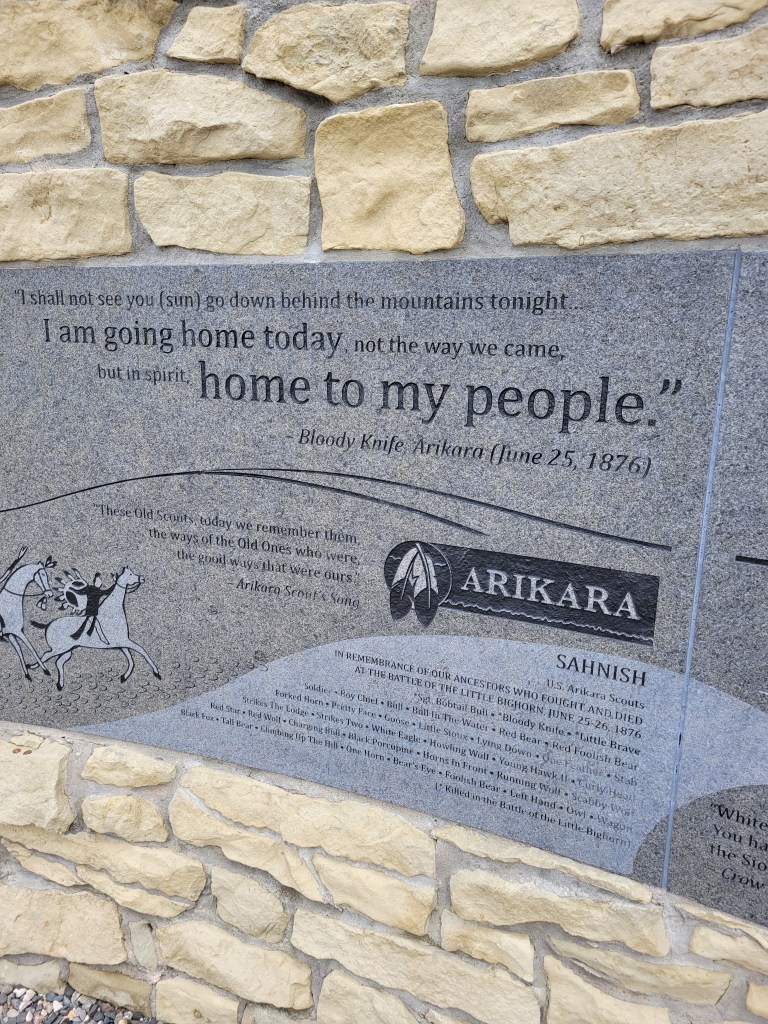 "I shall not see you (sun) go down behind the mountains tonight...
I am going home today, not the way we came,
but in spirit, home to my people."
- Bloody Knife, Arikara (June 25, 1876)
"These Old Scouts, today we remember them,
the ways of the Old Ones who were,
the good ways that were ours."
- Arikara Scout's Song
ARIKARA
SAHNISH
U.S. Arikara Scouts
IN REMEMBRANCE OF OUR ANCESTORS WHO FOUGHT AND DIED
AT THE BATTLE OF THE LITTLE BIGHORN, JUNE 25-26, 1876
*Sgt. Bobtail Bull • *Bloody Knife • *Little Brave
Soldier • Boy Chief • Bull • Bull In The Water • Red Bear • Red Foolish Bear
Forked Horn • Pretty Face • Goose • Little Sioux • Lying Down • One Feather • Stab
Strikes The Lodge • Strikes Two • White Eagle • Howling Wolf • Young Hawk II • Curly Head
Red Star • Red Wolf • Charging Bull • Black Porcupine • Horns In Front • Running Wolf • Scabby Wolf
Black Fox • Tall Bear • Climbing Up The Hill • One Horn • Bear's Eye • Foolish Bear • Left Hand • Owl • Wagon
(* Killed in the Battle of the Little Bighorn)
"White
You ha
the Sio
Crow